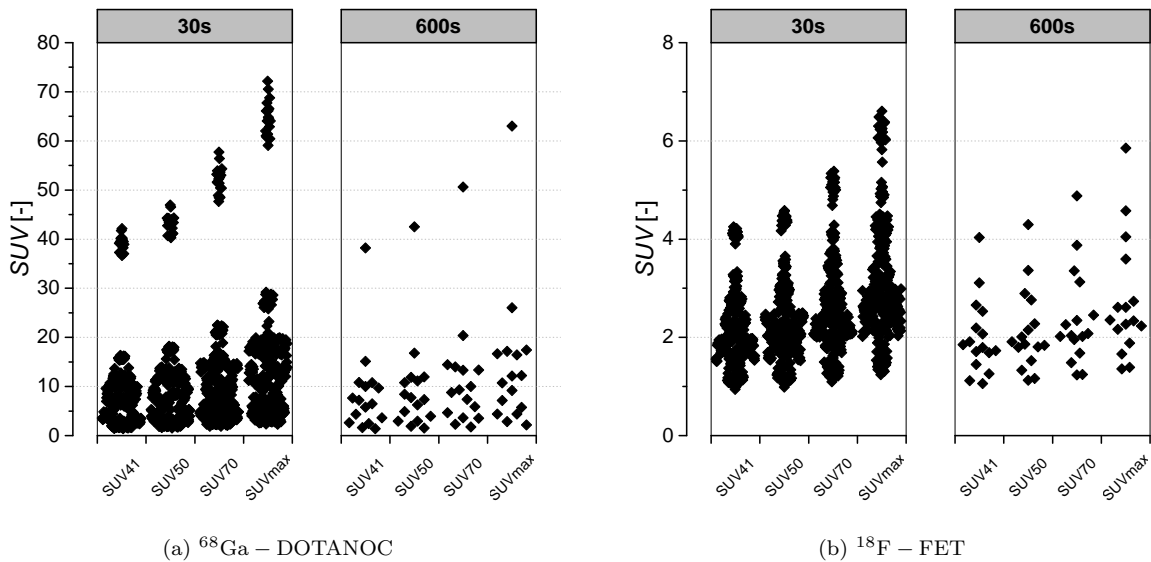 30s 600s
80
70
60
50
40
30
20
10
0
SUV [-]
SUV41 SUV50 SUV70 SUVmax SUV41 SUV50 SUV70 SUVmax
(a) ⁶⁸Ga – DOTANOC
30s 600s
8
6
4
2
0
SUV [-]
SUV41 SUV50 SUV70 SUVmax SUV41 SUV50 SUV70 SUVmax
(b) ¹⁸F – FET